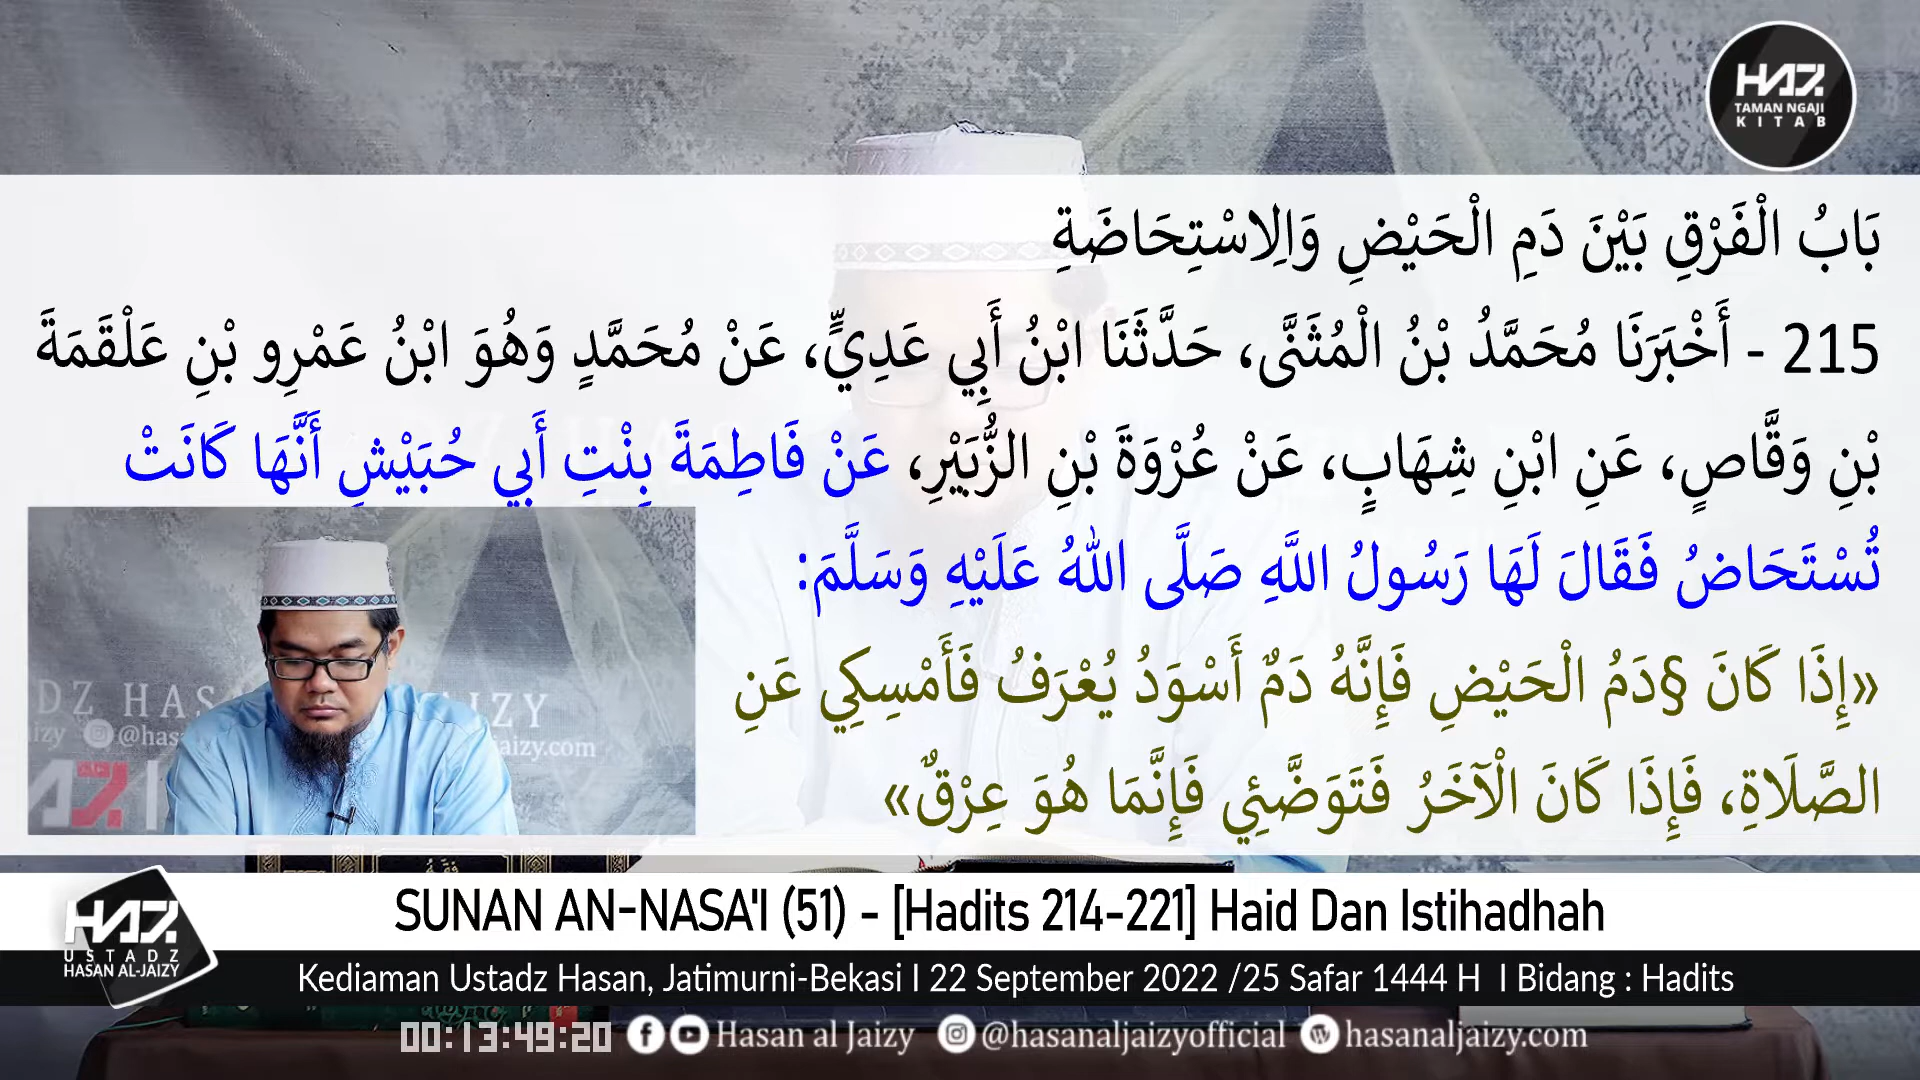 HAZ
TAMAN NGAJI
KITAB
بَابُ الْفَرْقِ بَيْنَ دَمِ الْحَيْضِ وَالِاسْتِحَاضَةِ
215 - أَخْبَرَنَا مُحَمَّدُ بْنُ الْمُثَنَّى، حَدَّثَنَا ابْنُ أَبِي عَدِيٍّ، عَنْ مُحَمَّدٍ وَهُوَ ابْنُ عَمْرِو بْنِ عَلْقَمَةَ
بْنِ وَقَّاصٍ، عَنِ ابْنِ شِهَابٍ، عَنْ عُرْوَةَ بْنِ الزُّبَيْرِ، عَنْ فَاطِمَةَ بِنْتِ أَبِي حُبَيْشٍ أَنَّهَا كَانَتْ
تُسْتَحَاضُ فَقَالَ لَهَا رَسُولُ اللَّهِ صَلَّى اللهُ عَلَيْهِ وَسَلَّمَ:
«إِذَا كَانَ §دَمُ الْحَيْضِ فَإِنَّهُ دَمٌ أَسْوَدُ يُعْرَفُ فَأَمْسِكِي عَنِ
الصَّلَاةِ، فَإِذَا كَانَ الْآخَرُ فَتَوَضَّئِي فَإِنَّمَا هُوَ عِرْقٌ»
SUNAN AN-NASA'I (51) - [Hadits 214-221] Haid Dan Istihadhah
HAZ
USTADZ
HASAN AL-JAIZY
Kediaman Ustadz Hasan, Jatimurni-Bekasi I 22 September 2022 /25 Safar 1444 H I Bidang : Hadits
00:13:49:20 Hasan al Jaizy @hasanaljaizyofficial hasanaljaizy.com